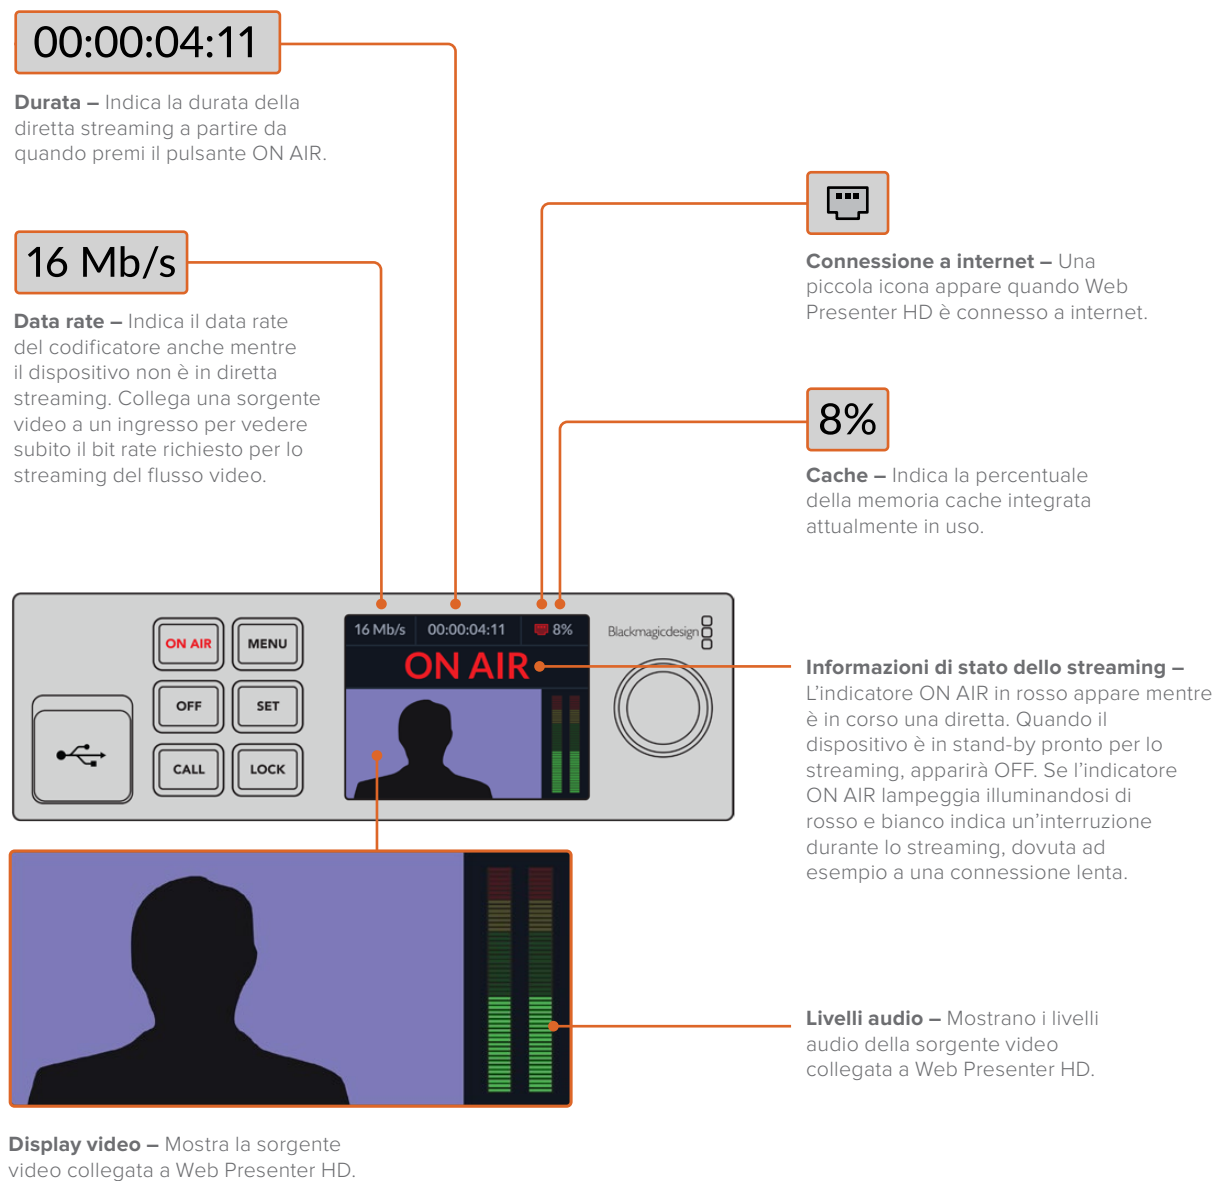 00:00:04:11
Durata – Indica la durata della
diretta streaming a partire da
quando premi il pulsante ON AIR.
16 Mb/s
Data rate – Indica il data rate
del codificatore anche mentre
il dispositivo non è in diretta
streaming. Collega una sorgente
video a un ingresso per vedere
subito il bit rate richiesto per lo
streaming del flusso video.
Connessione a internet – Una
piccola icona appare quando Web
Presenter HD è connesso a internet.
8%
Cache – Indica la percentuale
della memoria cache integrata
attualmente in uso.
ON AIR
MENU
OFF
SET
CALL
LOCK
16 Mb/s
00:00:04:11
8%
ON AIR
Blackmagicdesign
Informazioni di stato dello streaming –
L’indicatore ON AIR in rosso appare mentre
è in corso una diretta. Quando il
dispositivo è in stand-by pronto per lo
streaming, apparirà OFF. Se l’indicatore
ON AIR lampeggia illuminandosi di
rosso e bianco indica un’interruzione
durante lo streaming, dovuta ad
esempio a una connessione lenta.
Livelli audio – Mostrano i livelli
audio della sorgente video
collegata a Web Presenter HD.
Display video – Mostra la sorgente
video collegata a Web Presenter HD.